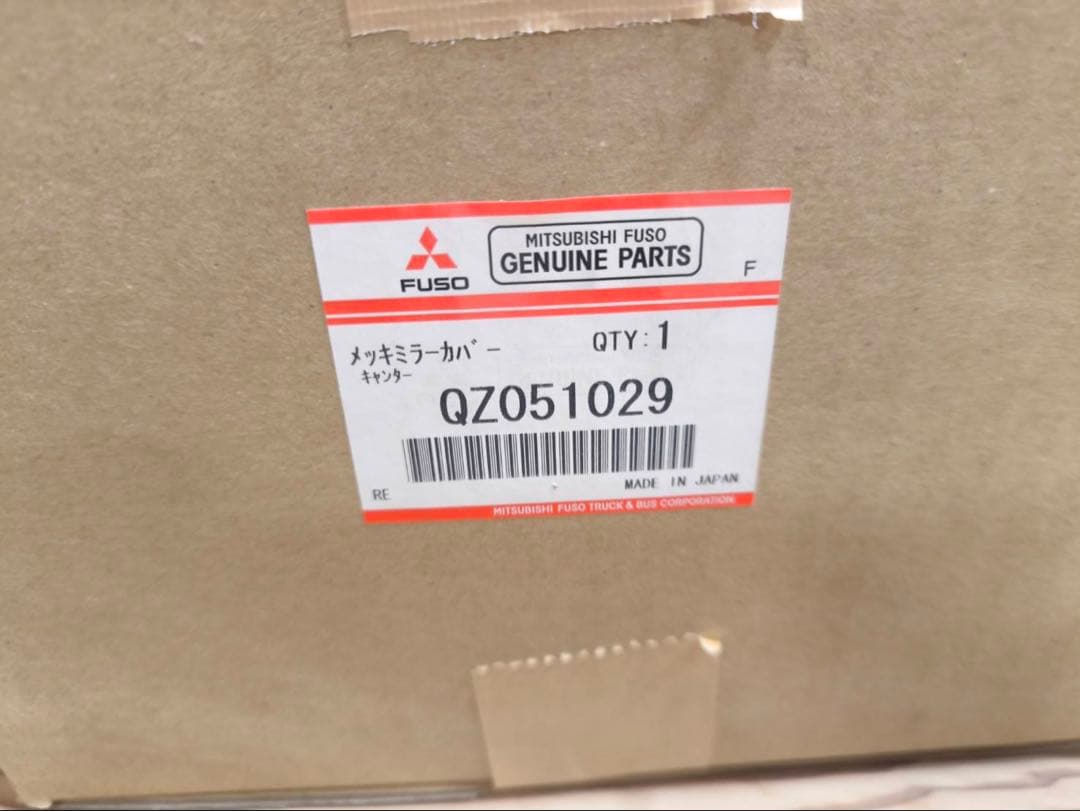 FUSO
MITSUBISHI FUSO
GENUINE PARTS
F
メッキミラーカバー
QTY:1
キャンター
QZ051029
RE
MADE IN JAPAN
MITSUBISHI FUSO TRUCK & BUS CORPORATION